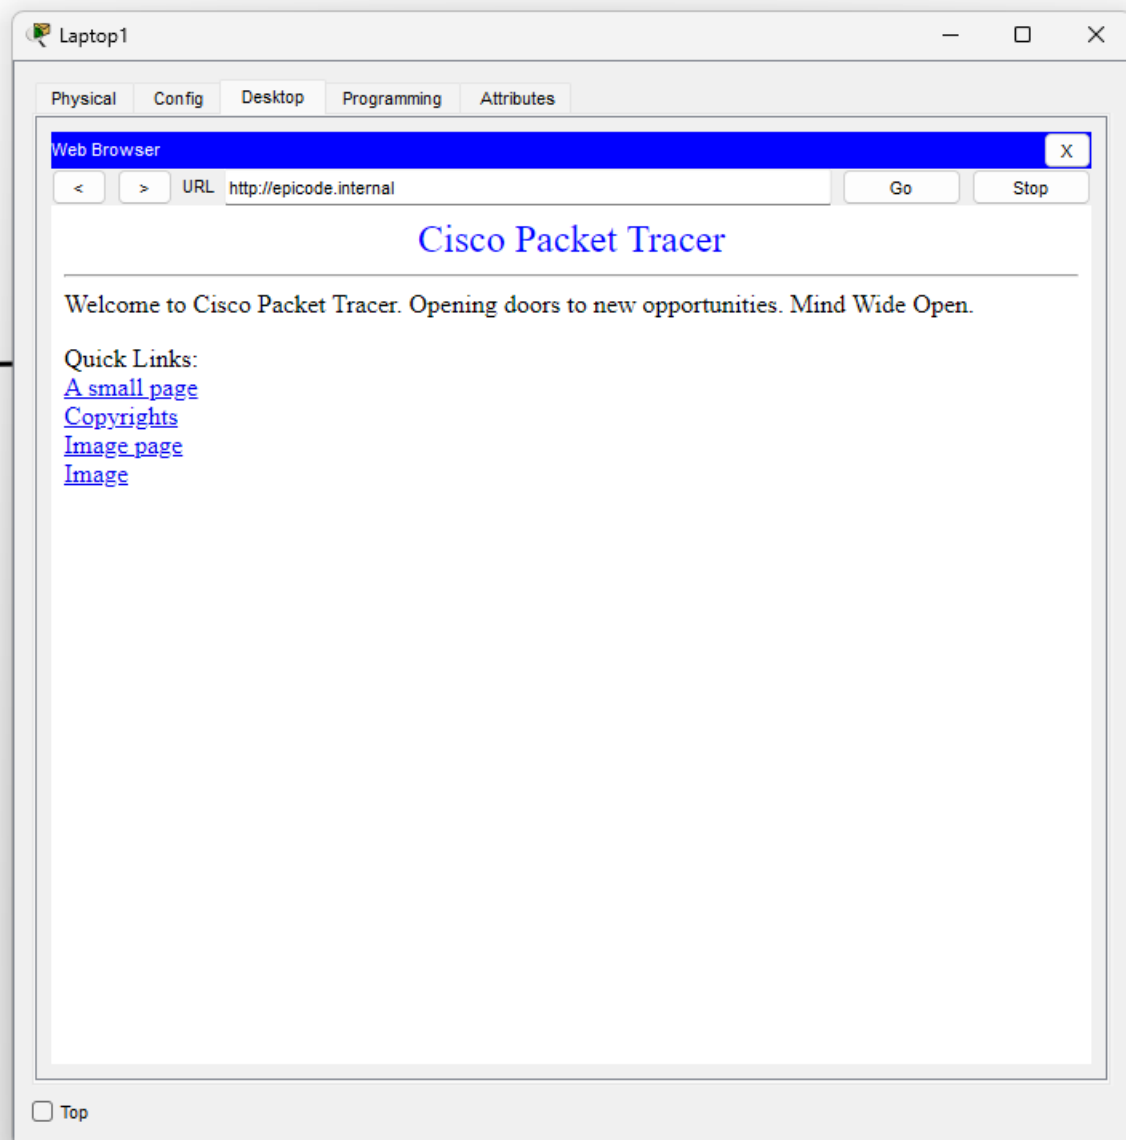 Laptop1
Physical Config Desktop Programming Attributes
Web Browser X
< > URL http://epicode.internal Go Stop
Cisco Packet Tracer
Welcome to Cisco Packet Tracer. Opening doors to new opportunities. Mind Wide Open.
Quick Links:
A small page
Copyrights
Image page
Image
Top